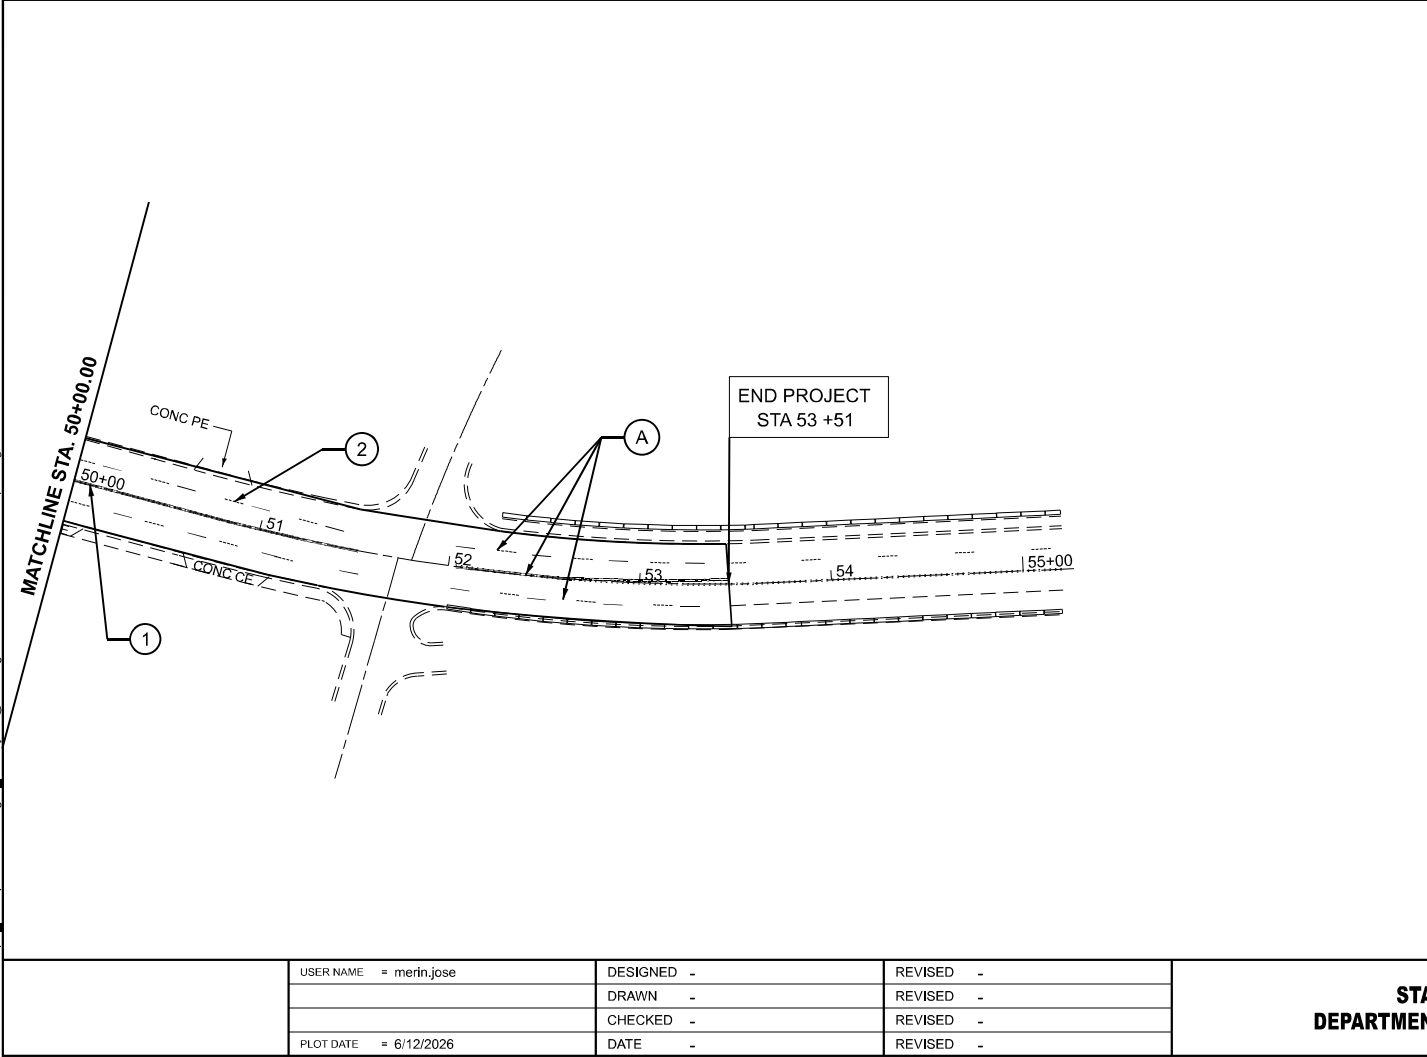 MATCHLINE STA. 50+00.00
CONC PE
2
A
END PROJECT
STA 53 +51
50+00
51
52
53
54
55+00
CONC CE
1
USER NAME = merin.jose
DESIGNED -
REVISED -
DRAWN -
REVISED -
CHECKED -
REVISED -
PLOT DATE = 6/12/2026
DATE -
REVISED -
STA
DEPARTMEN